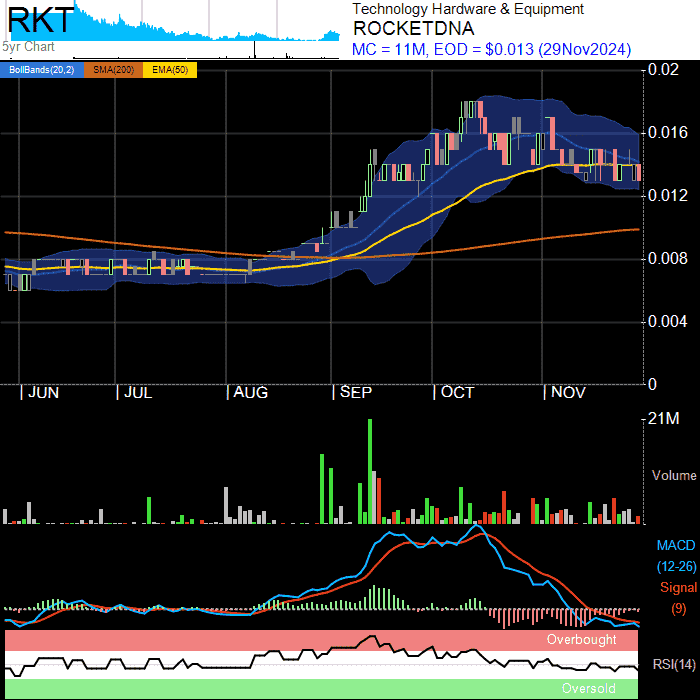 RKT
5yr Chart
Technology Hardware & Equipment
ROCKETDNA
MC = 11M, EOD = $0.013 (29Nov2024)
BollBands(20,2) SMA(200) EMA(50)
0.02
0.016
0.012
0.008
0.004
0
JUN JUL AUG SEP OCT NOV
21M
Volume
MACD
(12-26)
Signal
(9)
Overbought
RSI(14)
Oversold